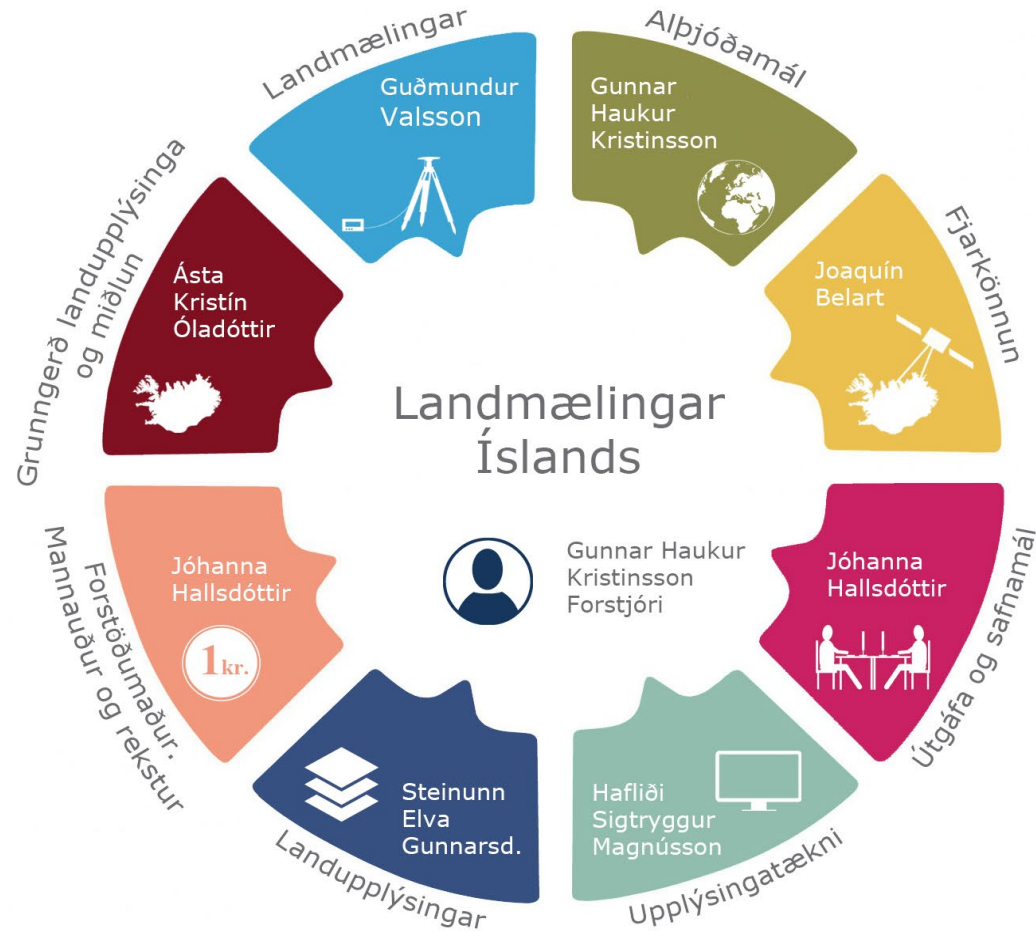 Landmælingar
Guðmundur
Valsson
Alþjóðamál
Gunnar
Haukur
Kristinsson
Fjarkönnun
Joaquín
Belart
Útgáfa og safnamál
Jóhanna
Hallsdóttir
Upplýsingatækni
Hafliði
Sigtryggur
Magnússon
Landupplýsingar
Steinunn
Elva
Gunnarsd.
Forstöðumaður.
Mannauður og rekstur
Jóhanna
Hallsdóttir
1 kr.
Grunngerð landupplýsinga
og miðlun
Ásta
Kristín
Óladóttir
Landmælingar
Íslands
Gunnar Haukur
Kristinsson
Forstjóri